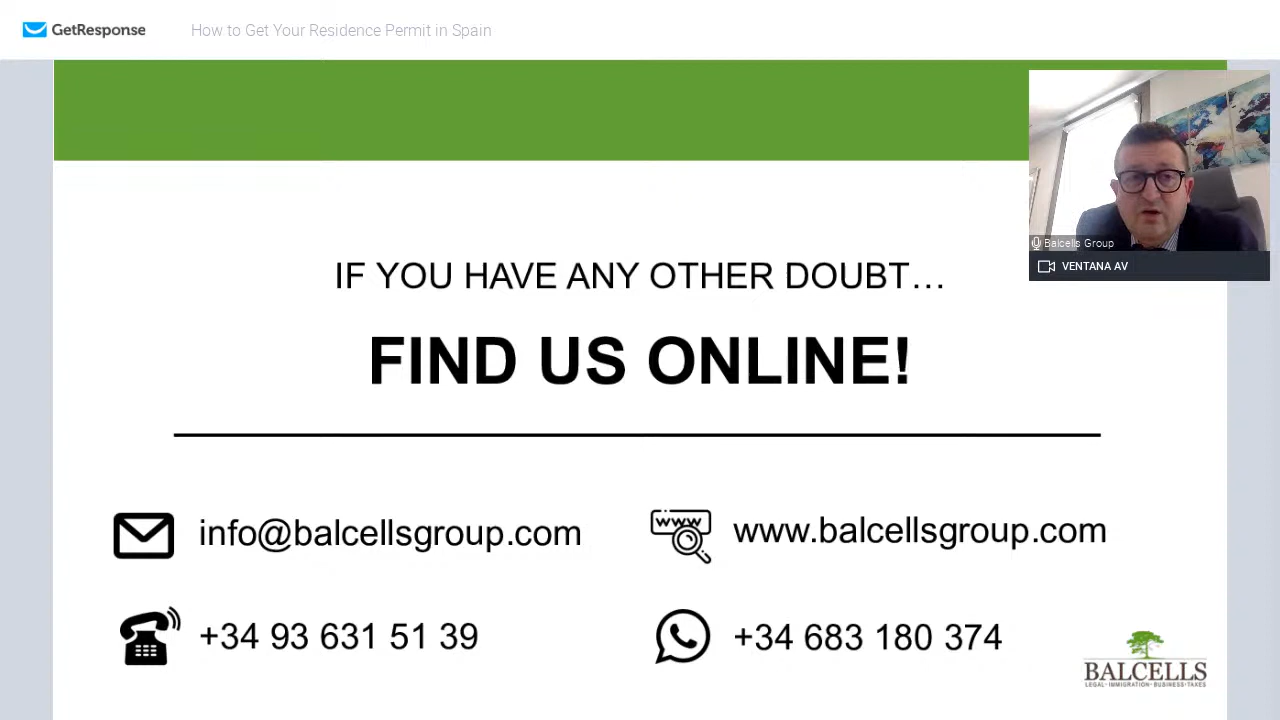 GetResponse
How to Get Your Residence Permit in Spain
Balcells Group
VENTANA AV
IF YOU HAVE ANY OTHER DOUBT…
FIND US ONLINE!
info@balcellsgroup.com
www
www.balcellsgroup.com
+34 93 631 51 39
+34 683 180 374
BALCELLS
LEGAL·IMMIGRATION·BUSINESS·TAXES